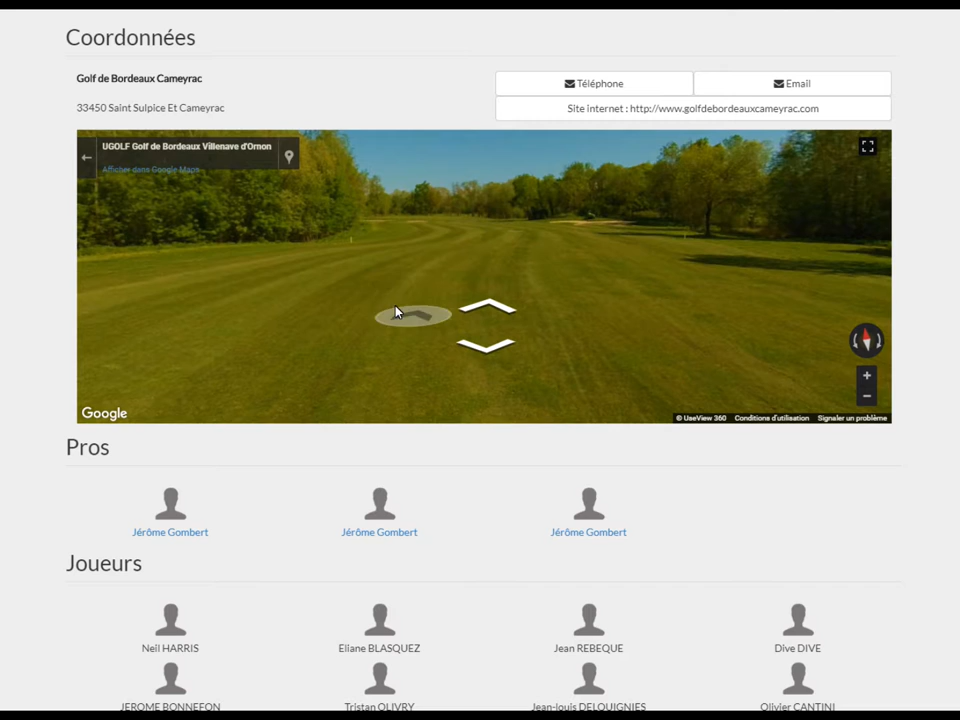 Coordonnées
Golf de Bordeaux Cameyrac
Téléphone
Email
33450 Saint Sulpice Et Cameyrac
Site internet : http://www.golfdebordeauxcameyrac.com
UGOLF Golf de Bordeaux Villenave d'Ornon
Afficher dans Google Maps
Google
© UseView 360 Conditions d'utilisation Signaler un problème
Pros
Jérôme Gombert
Jérôme Gombert
Jérôme Gombert
Joueurs
Neil HARRIS
Eliane BLASQUEZ
Jean REBEQUE
Dive DIVE
JEROME BONNEFON
Tristan OLIVRY
Jean-louis DELOUIGNIES
Olivier CANTINI